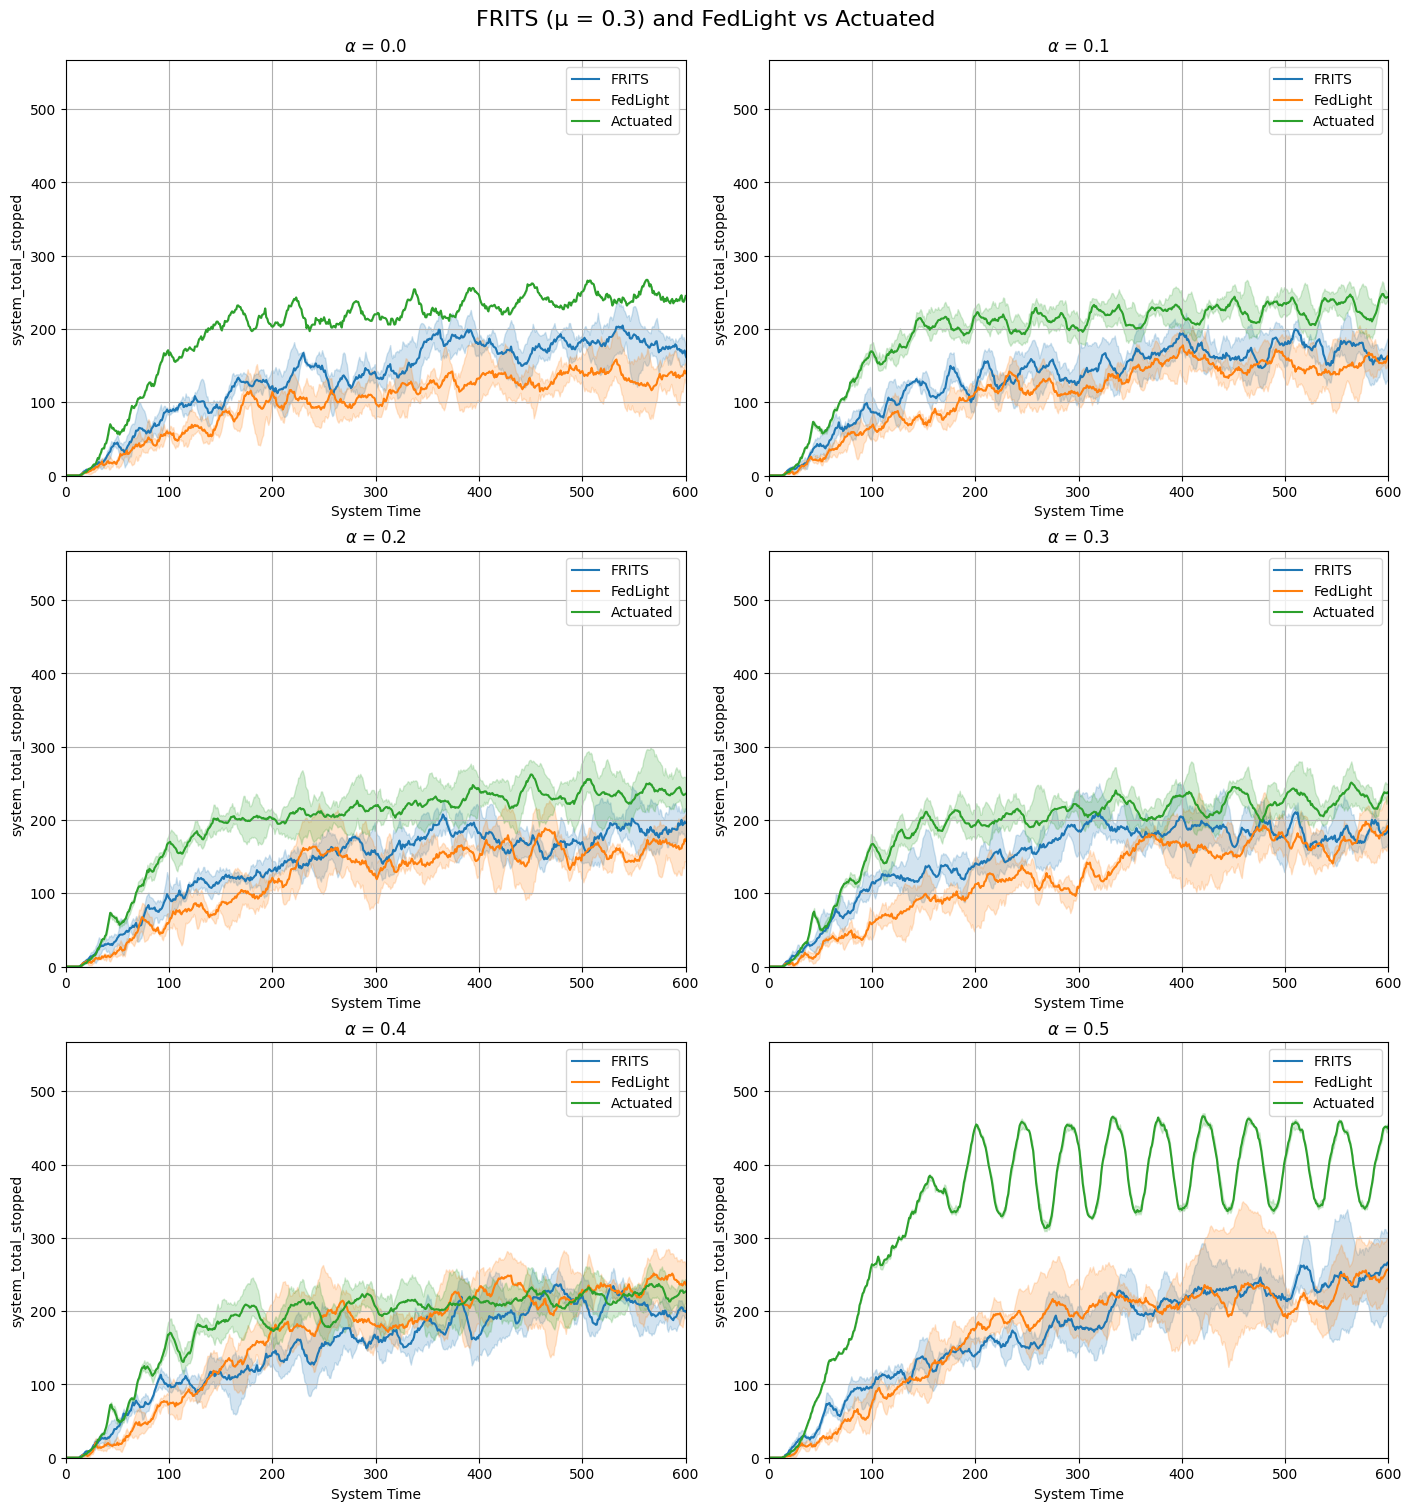 FRITS (μ = 0.3) and FedLight vs Actuated
α = 0.0
system_total_stopped
500
400
300
200
100
0
FRITS
FedLight
Actuated
0 100 200 300 400 500 600
System Time
α = 0.1
system_total_stopped
500
400
300
200
100
0
FRITS
FedLight
Actuated
0 100 200 300 400 500 600
System Time
α = 0.2
system_total_stopped
500
400
300
200
100
0
FRITS
FedLight
Actuated
0 100 200 300 400 500 600
System Time
α = 0.3
system_total_stopped
500
400
300
200
100
0
FRITS
FedLight
Actuated
0 100 200 300 400 500 600
System Time
α = 0.4
system_total_stopped
500
400
300
200
100
0
FRITS
FedLight
Actuated
0 100 200 300 400 500 600
System Time
α = 0.5
system_total_stopped
500
400
300
200
100
0
FRITS
FedLight
Actuated
0 100 200 300 400 500 600
System Time